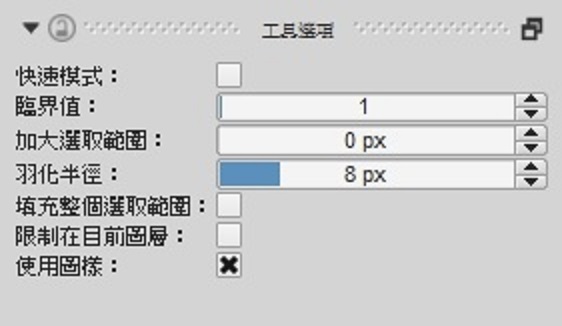 工具選項
快速模式：
臨界值： 1
加大選取範圍： 0 px
羽化半徑： 8 px
填充整個選取範圍：
限制在目前圖層：
使用圖樣：